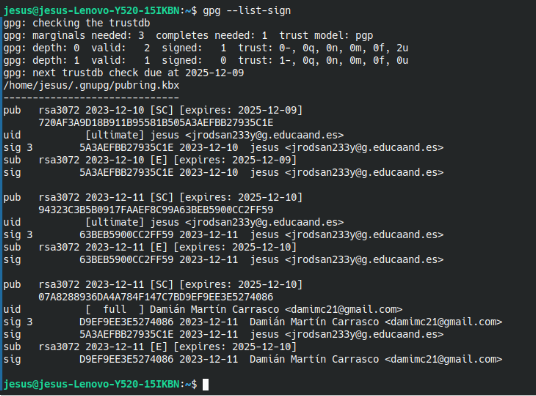 jesus@jesus-Lenovo-Y520-15IKBN:~$ gpg --list-sign
gpg: checking the trustdb
gpg: marginals needed: 3  completes needed: 1  trust model: pgp
gpg: depth: 0  valid:   2  signed:   1  trust: 0-, 0q, 0n, 0m, 0f, 2u
gpg: depth: 1  valid:   1  signed:   0  trust: 1-, 0q, 0n, 0m, 0f, 0u
gpg: next trustdb check due at 2025-12-09
/home/jesus/.gnupg/pubring.kbx
------------------------------
pub   rsa3072 2023-12-10 [SC] [expires: 2025-12-09]
      720AF3A9D18B911B95581B505A3AEFBB27935C1E
uid           [ultimate] jesus <jrodsan233y@g.educaand.es>
sig 3        5A3AEFBB27935C1E 2023-12-10  jesus <jrodsan233y@g.educaand.es>
sub   rsa3072 2023-12-10 [E] [expires: 2025-12-09]
sig          5A3AEFBB27935C1E 2023-12-10  jesus <jrodsan233y@g.educaand.es>

pub   rsa3072 2023-12-11 [SC] [expires: 2025-12-10]
      94323C3B5B0917FAAEF8C99A63BEB5900CC2FF59
uid           [ultimate] jesus <jrodsan233y@g.educaand.es>
sig 3        63BEB5900CC2FF59 2023-12-11  jesus <jrodsan233y@g.educaand.es>
sub   rsa3072 2023-12-11 [E] [expires: 2025-12-10]
sig          63BEB5900CC2FF59 2023-12-11  jesus <jrodsan233y@g.educaand.es>

pub   rsa3072 2023-12-11 [SC] [expires: 2025-12-10]
      07A8288936DA4A784F147C7BD9EF9EE3E5274086
uid           [  full  ] Damián Martín Carrasco <damimc21@gmail.com>
sig 3        D9EF9EE3E5274086 2023-12-11  Damián Martín Carrasco <damimc21@gmail.com>
sig          5A3AEFBB27935C1E 2023-12-11  jesus <jrodsan233y@g.educaand.es>
sub   rsa3072 2023-12-11 [E] [expires: 2025-12-10]
sig          D9EF9EE3E5274086 2023-12-11  Damián Martín Carrasco <damimc21@gmail.com>

jesus@jesus-Lenovo-Y520-15IKBN:~$